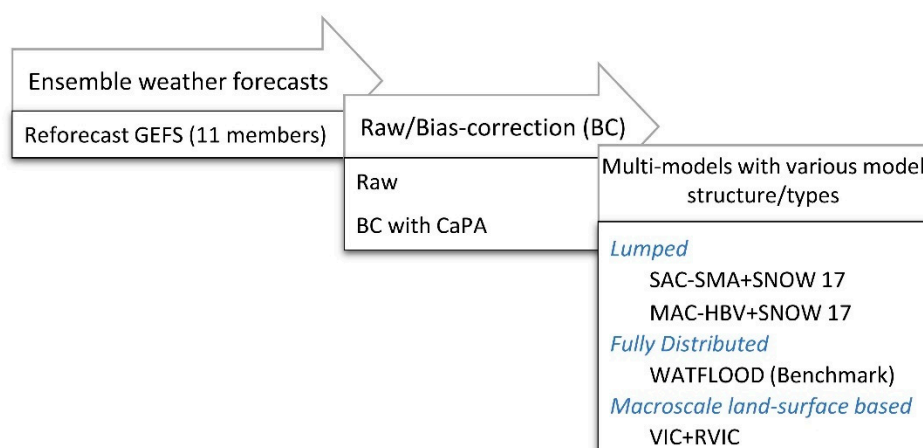 Ensemble weather forecasts
Reforecast GEFS (11 members)
Raw/Bias-correction (BC)
Raw
BC with CaPA
Multi-models with various model
structure/types
Lumped
SAC-SMA+SNOW 17
MAC-HBV+SNOW 17
Fully Distributed
WATFLOOD (Benchmark)
Macroscale land-surface based
VIC+RVIC